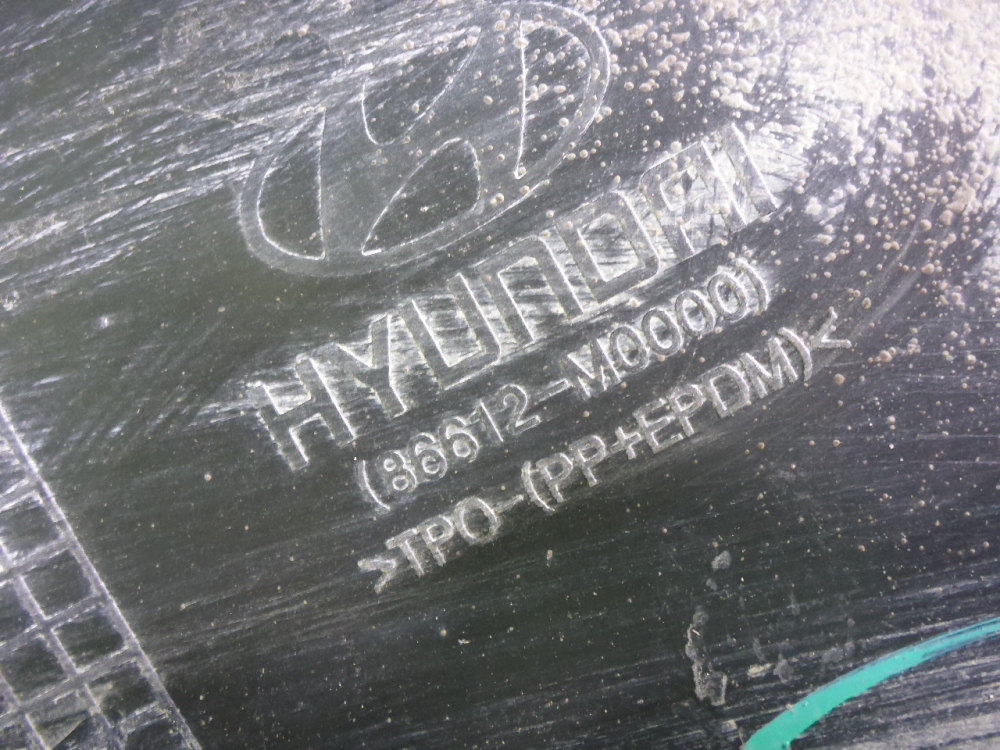 HYUNDAI
(86612-M0000)
>TPO-(PP+EPDM)<